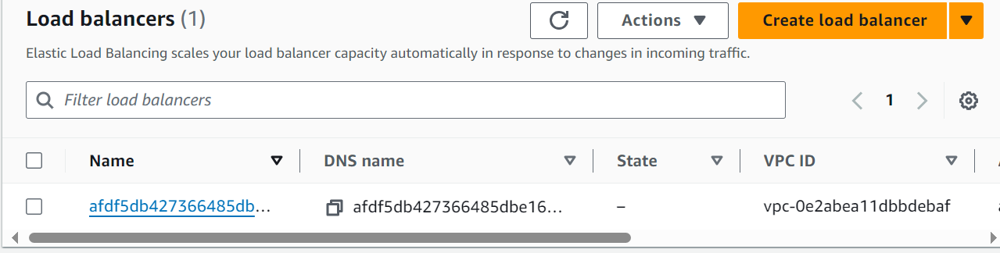 Load balancers (1)
Actions
Create load balancer
Elastic Load Balancing scales your load balancer capacity automatically in response to changes in incoming traffic.
Filter load balancers
1
Name DNS name State VPC ID
afdf5db427366485db... afdf5db427366485dbe16... – vpc-0e2abea11dbbdebaf